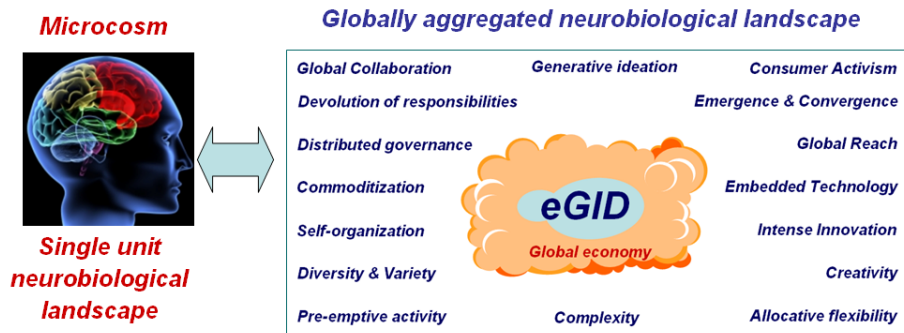 Microcosm
Globally aggregated neurobiological landscape
Global Collaboration
Generative ideation
Consumer Activism
Devolution of responsibilities
Emergence & Convergence
Distributed governance
Global Reach
Commoditization
eGID
Embedded Technology
Self-organization
Global economy
Intense Innovation
Single unit
neurobiological
landscape
Diversity & Variety
Creativity
Pre-emptive activity
Complexity
Allocative flexibility